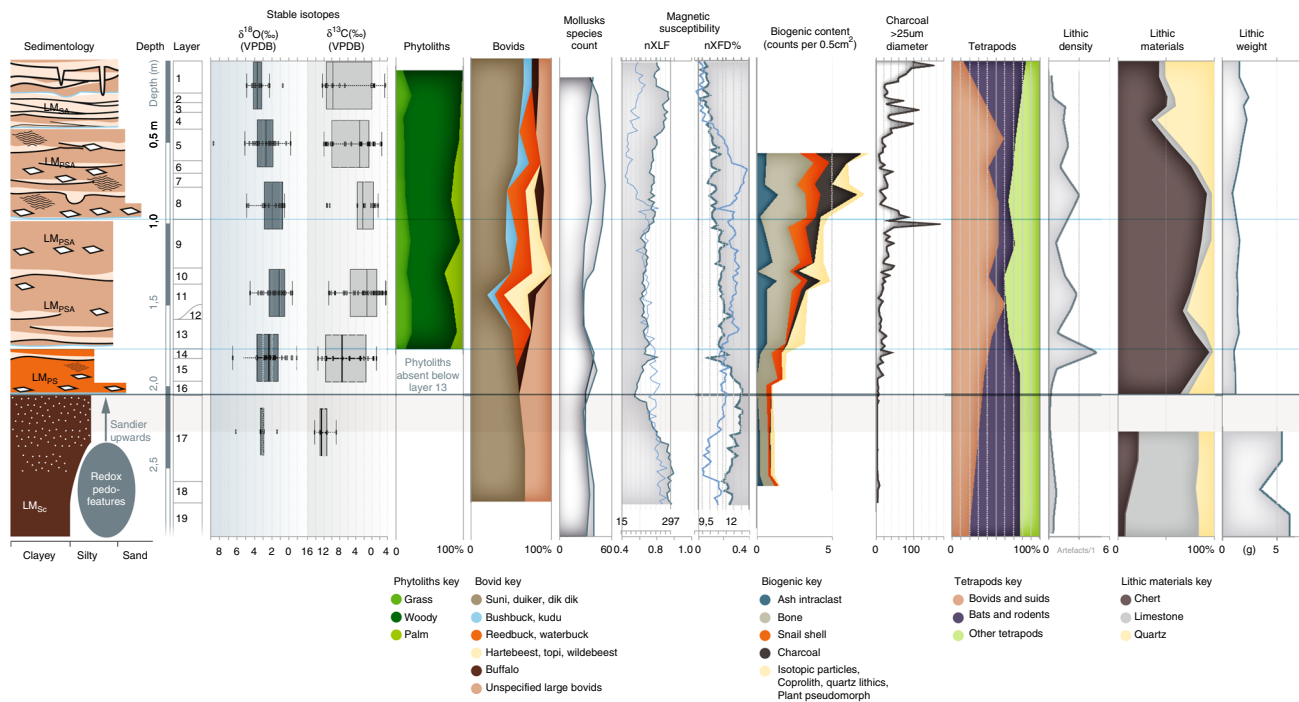 Stable isotopes
Sedimentology
Depth
Layer
δ18O(‰)
(VPDB)
δ13C(‰)
(VPDB)
Phytoliths
Bovids
Mollusks
species
count
Magnetic
susceptibility
nXLF
nXFD%
Biogenic content
(counts per 0.5cm2)
Charcoal
>25um
diameter
Tetrapods
Lithic
density
Lithic
materials
Lithic
weight
Depth (m)
0,5 m
1,0
1,5
2,0
2,5
1
2
3
4
5
6
7
8
9
10
11
12
13
14
15
16
17
18
19
LMSA
LMPSA
LMPSA
LMPSA
LMPS
LMSc
Sandier
upwards
Redox
pedo-
features
Phytoliths
absent below
layer 13
Clayey
Silty
Sand
8 6 4 2 0 16 12 8 4 0 4
0 100%
0 100%
0 60
15 297
0.4 0.8 1.0
9,5 12
0 0.4
0 5
0 100
0 100%
0 Artefacts/1 6
100%
0 (g) 5
Phytoliths key
Grass
Woody
Palm
Bovid key
Suni, duiker, dik dik
Bushbuck, kudu
Reedbuck, waterbuck
Hartebeest, topi, wildebeest
Buffalo
Unspecified large bovids
Biogenic key
Ash intraclast
Bone
Snail shell
Charcoal
Isotopic particles,
Coprolith, quartz lithics,
Plant pseudomorph
Tetrapods key
Bovids and suids
Bats and rodents
Other tetrapods
Lithic materials key
Chert
Limestone
Quartz